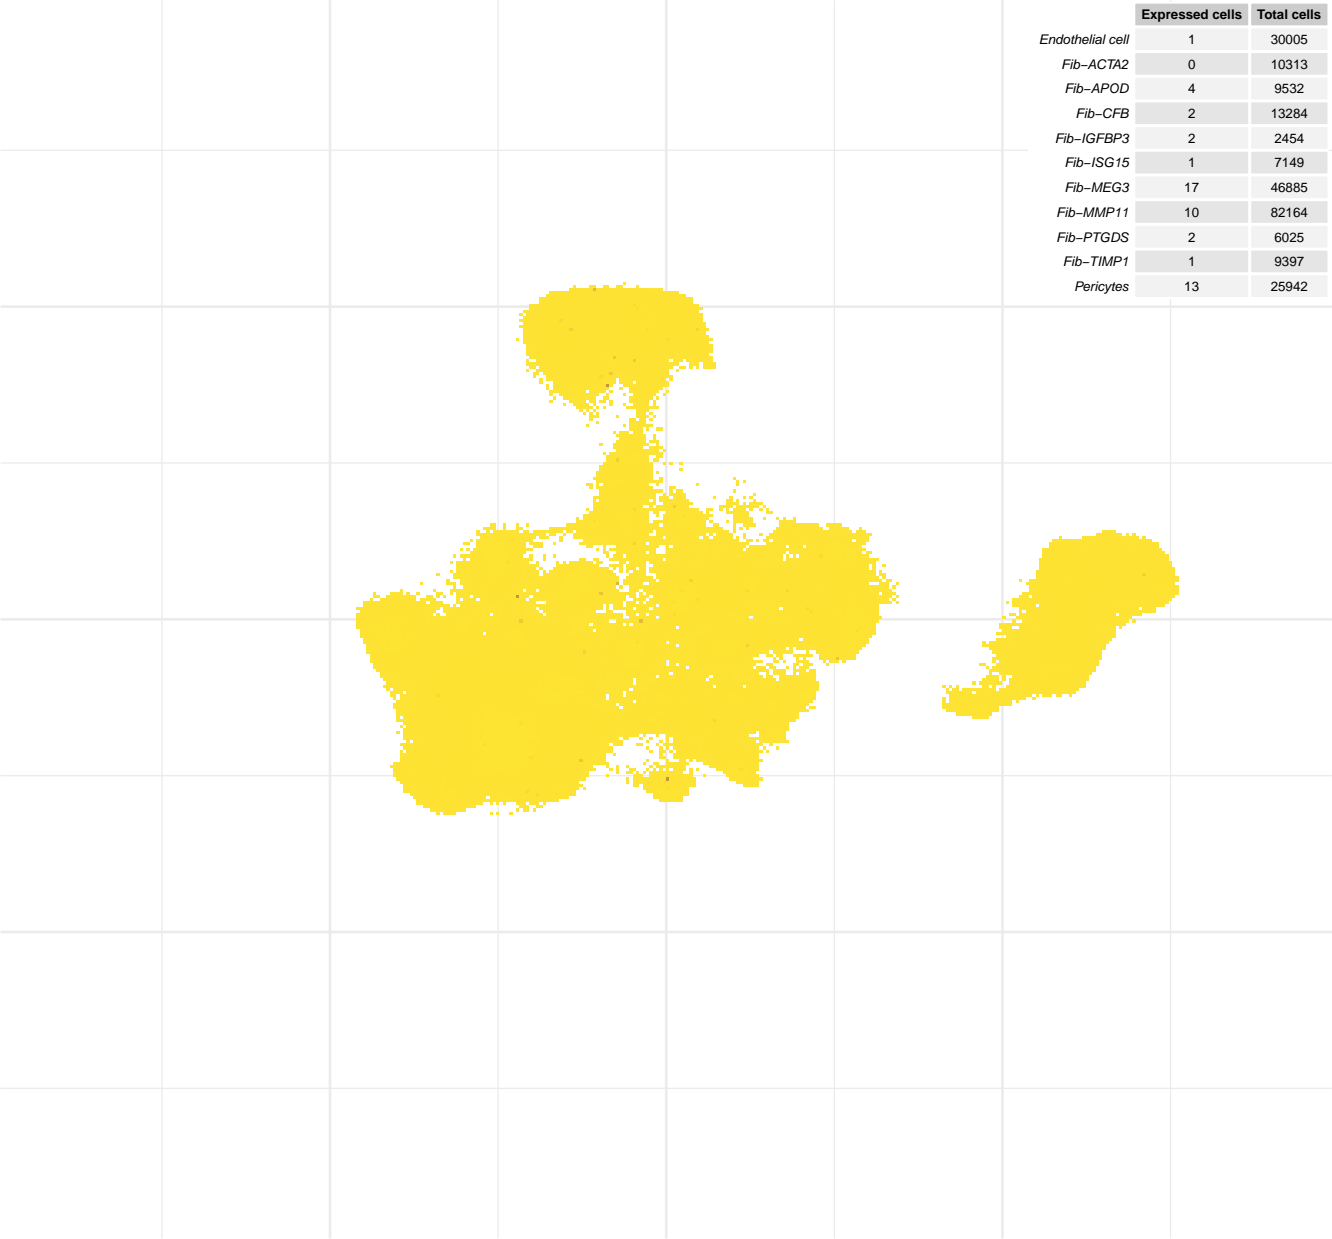 Expressed cells Total cells
Endothelial cell 1 30005
Fib−ACTA2 0 10313
Fib−APOD 4 9532
Fib−CFB 2 13284
Fib−IGFBP3 2 2454
Fib−ISG15 1 7149
Fib−MEG3 17 46885
Fib−MMP11 10 82164
Fib−PTGDS 2 6025
Fib−TIMP1 1 9397
Pericytes 13 25942